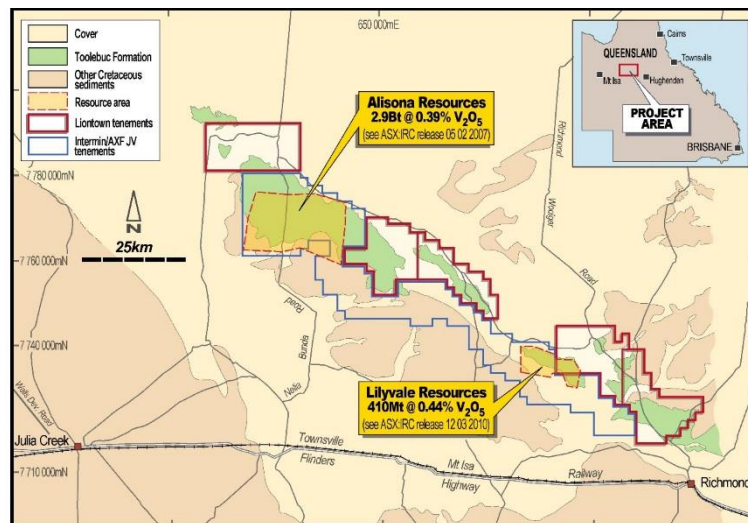 650 000mE
Cover
Toolebuc Formation
Other Cretaceous
sediments
Resource area
Liontown tenements
Intermin/AXF JV
tenements
QUEENSLAND
Cairns
Townsville
Mt Isa
Hughenden
PROJECT
AREA
BRISBANE
Alisona Resources
2.9Bt @ 0.39% V2O5
(see ASX:IRC release 05 02 2007)
Richmond
Woolgar
Road
7 780 000mN
N
25km
7 760 000mN
Road
Bunda
Nelia
7 740 000mN
Lilyvale Resources
410Mt @ 0.44% V2O5
(see ASX:IRC release 12 03 2010)
Wills Dev. Road
Julia Creek
Townsville
Flinders
Mt Isa
Highway
Railway
Richmond
7 710 000mN